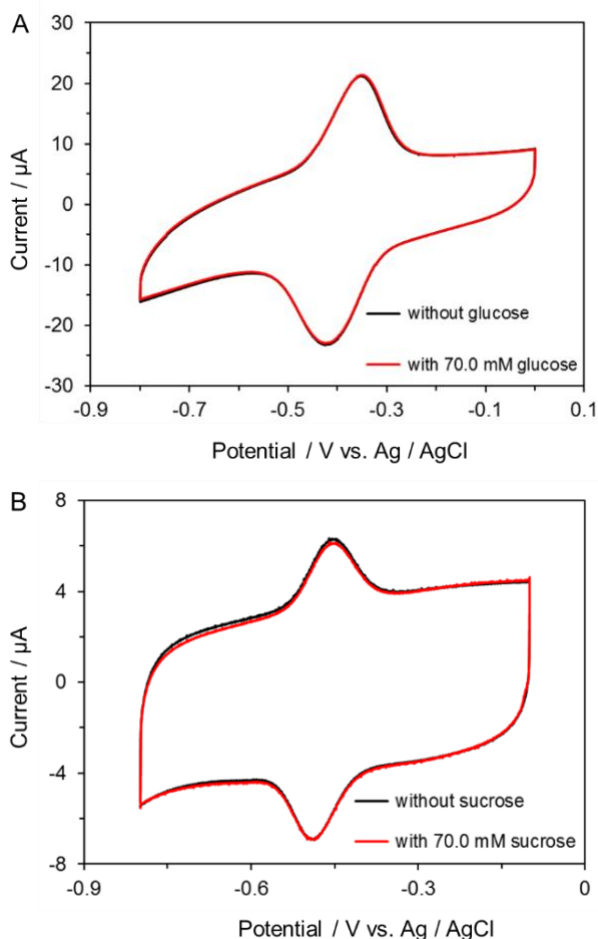 A
30
20
10
0
-10
-20
-30
Current / µA
without glucose
with 70.0 mM glucose
-0.9
-0.7
-0.5
-0.3
-0.1
0.1
Potential / V vs. Ag / AgCl
B
8
4
0
-4
-8
Current / µA
without sucrose
with 70.0 mM sucrose
-0.9
-0.6
-0.3
0
Potential / V vs. Ag / AgCl